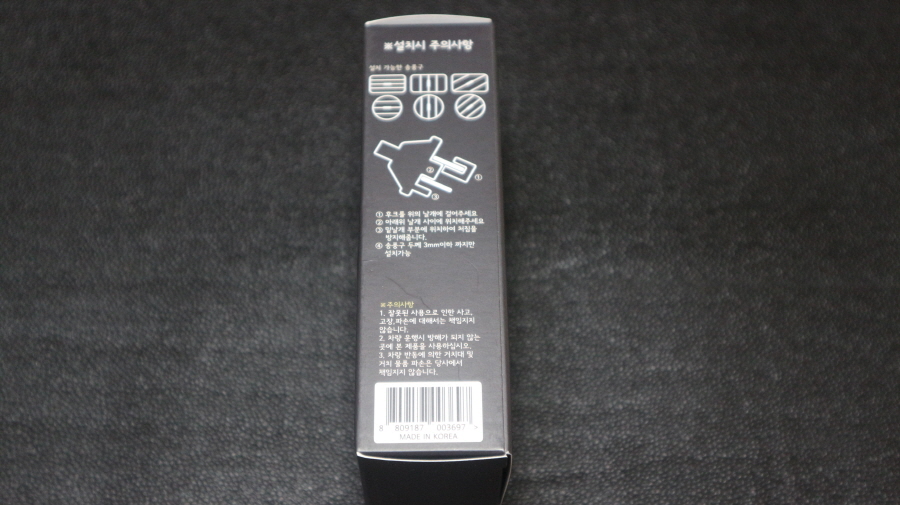 ※설치시 주의사항
설치 가능한 송풍구
②
①
③
① 후크를 위의 날개에 걸어주세요
② 아래위 날개 사이에 위치해주세요
③ 밑날개 부분에 위치하여 처짐을
방지해줍니다.
④ 송풍구 두께 3mm이하 까지만
설치가능
※주의사항
1. 잘못된 사용으로 인한 사고,
고장,파손에 대해서는 책임지지
않습니다.
2. 차량 운행시 방해가 되지 않는
곳에 본 제품을 사용하십시오.
3. 차량 반동에 의한 거치대 및
거치 물품 파손은 당사에서
책임지지 않습니다.
8 809187 003697
MADE IN KOREA